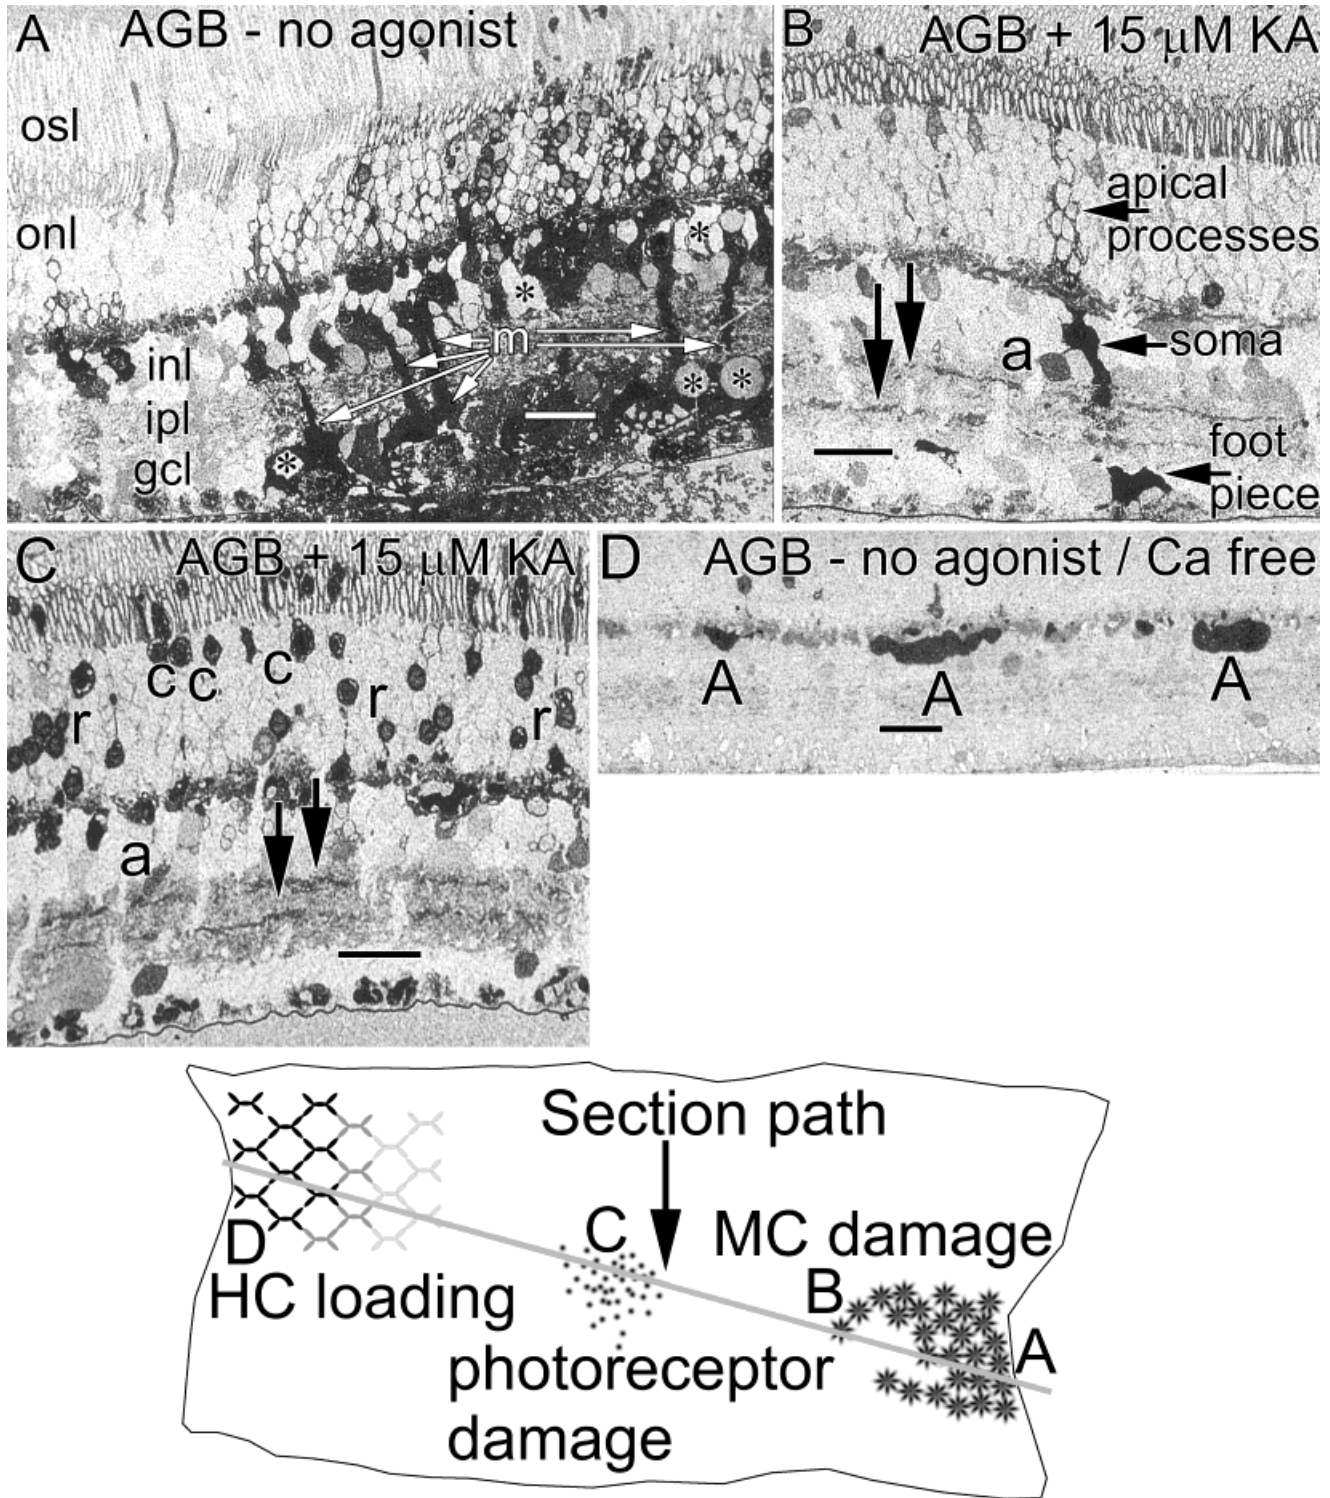 A AGB - no agonist
osl
onl
inl
ipl
gcl
m
*
*
*
*
*
B AGB + 15 μM KA
apical
processes
a
soma
foot
piece
C AGB + 15 μM KA
c c c
r r r
a
D AGB - no agonist / Ca free
A A A
Section path
C MC damage
D B
HC loading A
photoreceptor
damage